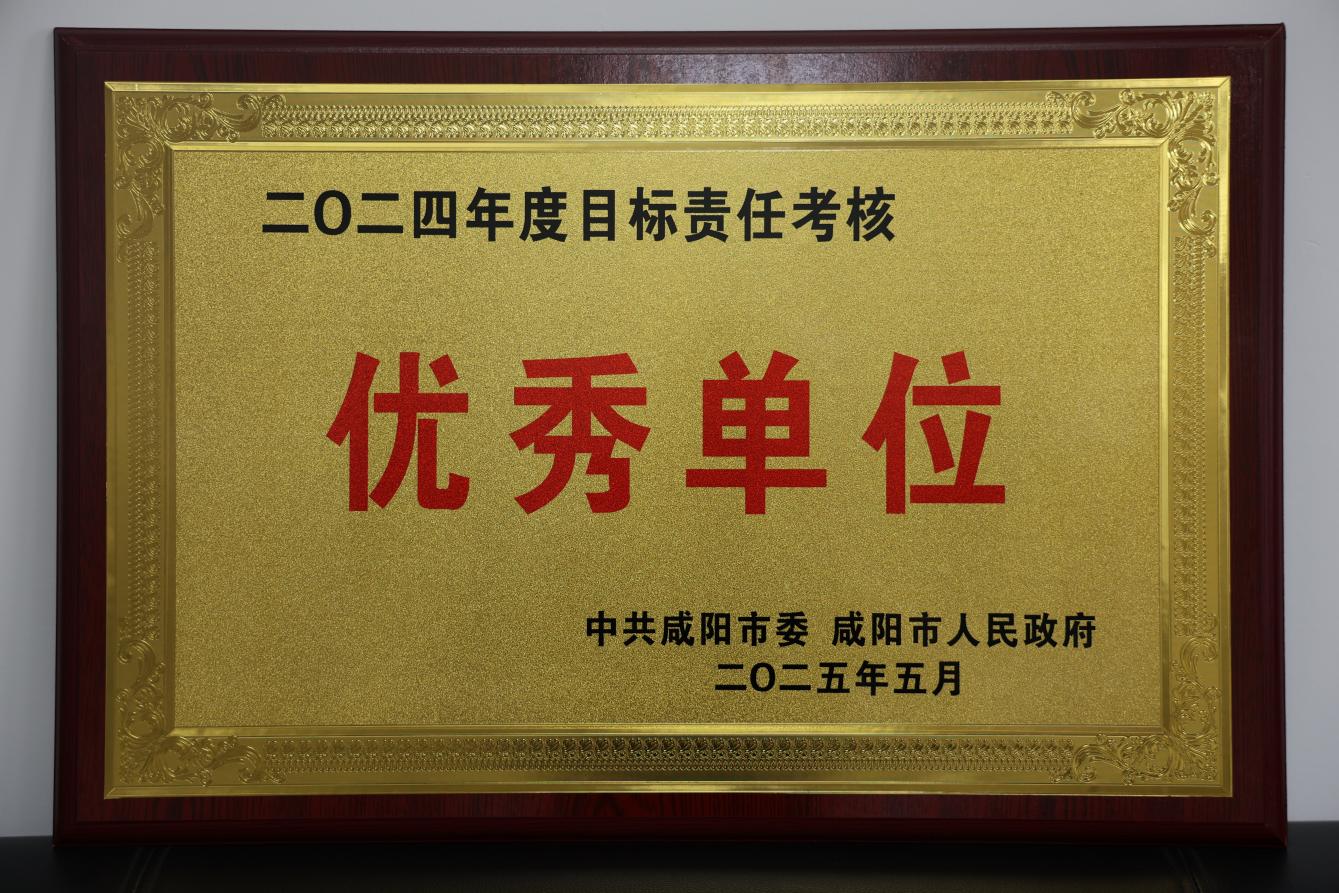 二〇二四年度目标责任考核
优秀单位
中共咸阳市委 咸阳市人民政府
二〇二五年五月